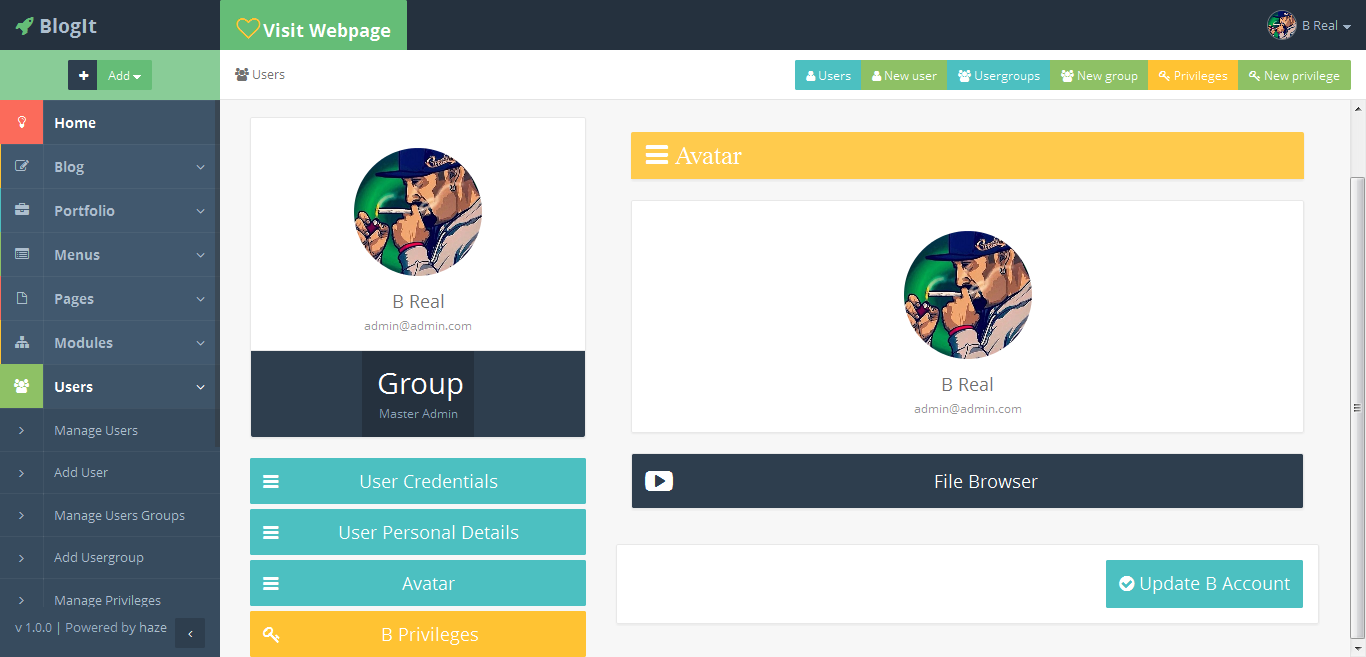 BlogIt
Visit Webpage
B Real
Add
Users
Users
New user
Usergroups
New group
Privileges
New privilege
Home
Blog
Portfolio
Menus
Pages
Modules
Users
Manage Users
Add User
Manage Users Groups
Add Usergroup
Manage Privileges
v 1.0.0 | Powered by haze
B Real
admin@admin.com
Group
Master Admin
User Credentials
User Personal Details
Avatar
B Privileges
Avatar
B Real
admin@admin.com
File Browser
Update B Account